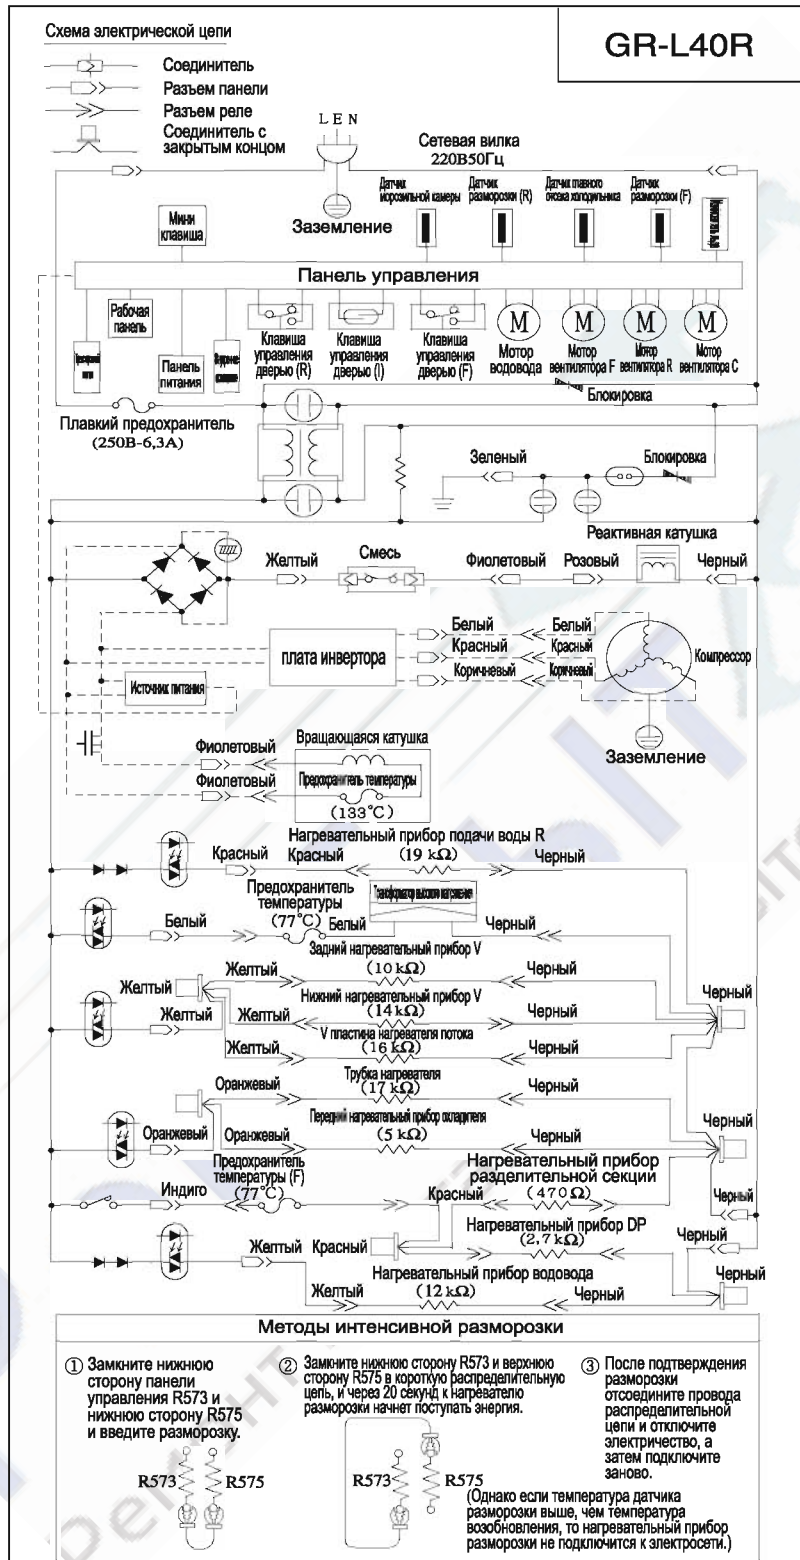 Схема электрической цепи
GR-L40R
Соединитель
Разъем панели
Разъем реле
Соединитель с
закрытым концом
L E N
Сетевая вилка
220В50Гц
Заземление
Датчик
морозильной камеры
Датчик
разморозки (R)
Датчик главного
отсека холодильника
Датчик
разморозки (F)
Мини
клавиша
Панель управления
Рабочая
панель
Панель
питания
Клавиша
управления
дверью (R)
Клавиша
управления
дверью (I)
Клавиша
управления
дверью (F)
M
M
M
M
Мотор
водовода
Мотор
вентилятора F
Мотор
вентилятора R
Мотор
вентилятора C
Блокировка
Плавкий предохранитель
(250В-6,3А)
Зеленый
Блокировка
Реактивная катушка
Желтый
Смесь
Фиолетовый
Розовый
Черный
плата инвертора
Белый
Белый
Красный
Красный
Коричневый
Коричневый
Компрессор
Источник питания
Заземление
Фиолетовый
Фиолетовый
Вращающаяся катушка
Предохранитель температуры
(133°C)
Нагревательный прибор подачи воды R
Красный
Красный
(19 kΩ)
Черный
Предохранитель
температуры
(77°C)
Трансформатор высокого напряжения
Белый
Белый
Черный
Задний нагревательный прибор V
Желтый
(10 kΩ)
Черный
Желтый
Нижний нагревательный прибор V
Желтый
Желтый
(14 kΩ)
Черный
Черный
V пластина нагревателя потока
Желтый
(16 kΩ)
Черный
Трубка нагревателя
Оранжевый
(17 kΩ)
Черный
Передний нагревательный прибор охладителя
Оранжевый
Оранжевый
(5 kΩ)
Черный
Черный
Предохранитель
температуры (F)
(77°C)
Нагревательный прибор
разделительной секции
Индиго
Красный
(470Ω)
Черный
Нагревательный прибор DP
Желтый
Красный
(2,7 kΩ)
Черный
Нагревательный прибор водовода
Желтый
(12 kΩ)
Черный
Черный
Методы интенсивной разморозки
① Замкните нижнюю
сторону панели
управления R573 и
нижнюю сторону R575
и введите разморозку.
R573
R575
② Замкните нижнюю сторону R573 и верхнюю
сторону R575 в короткую распределительную
цепь, и через 20 секунд к нагревателю
разморозки начнет поступать энергия.
R573
R575
③ После подтверждения
разморозки
отсоедините провода
распределительной
цепи и отключите
электричество, а
затем подключите
заново.
(Однако если температура датчика
разморозки выше, чем температура
возобновления, то нагревательный прибор
разморозки не подключится к электросети.)